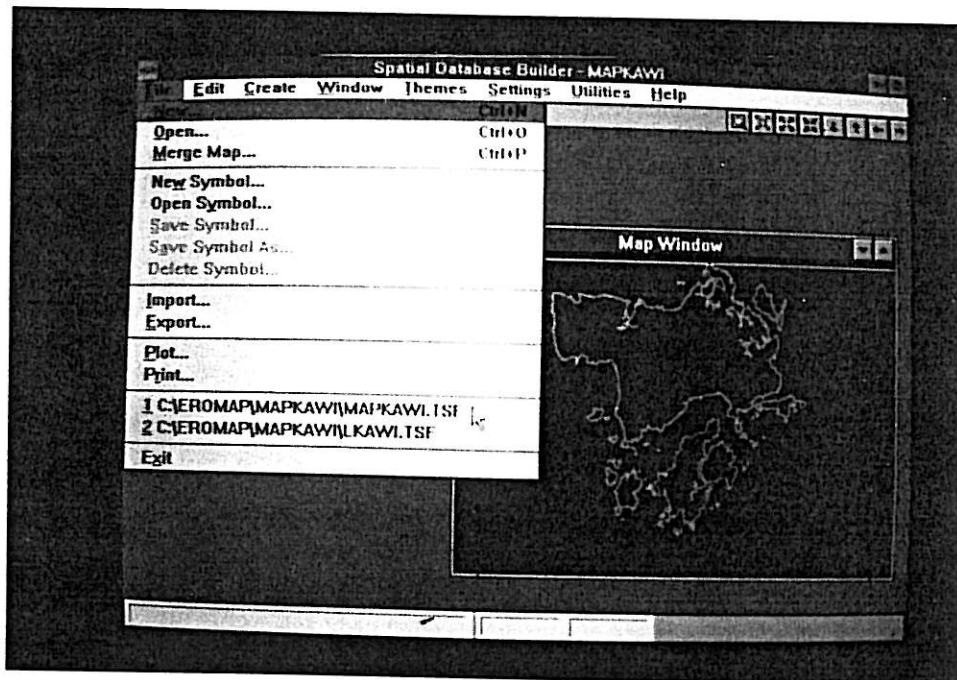 Spatial Database Builder - MAPKAWI
File Edit Create Window Themes Settings Utilities Help
New Ctrl+N
Open... Ctrl+O
Merge Map... Ctrl+P
New Symbol...
Open Symbol...
Save Symbol...
Save Symbol As...
Delete Symbol...
Import...
Export...
Plot...
Print...
1 C:\EROMAP\MAPKAWI\MAPKAWI.TSF
2 C:\EROMAP\MAPKAWI\LKAWI.TSF
Exit
Map Window